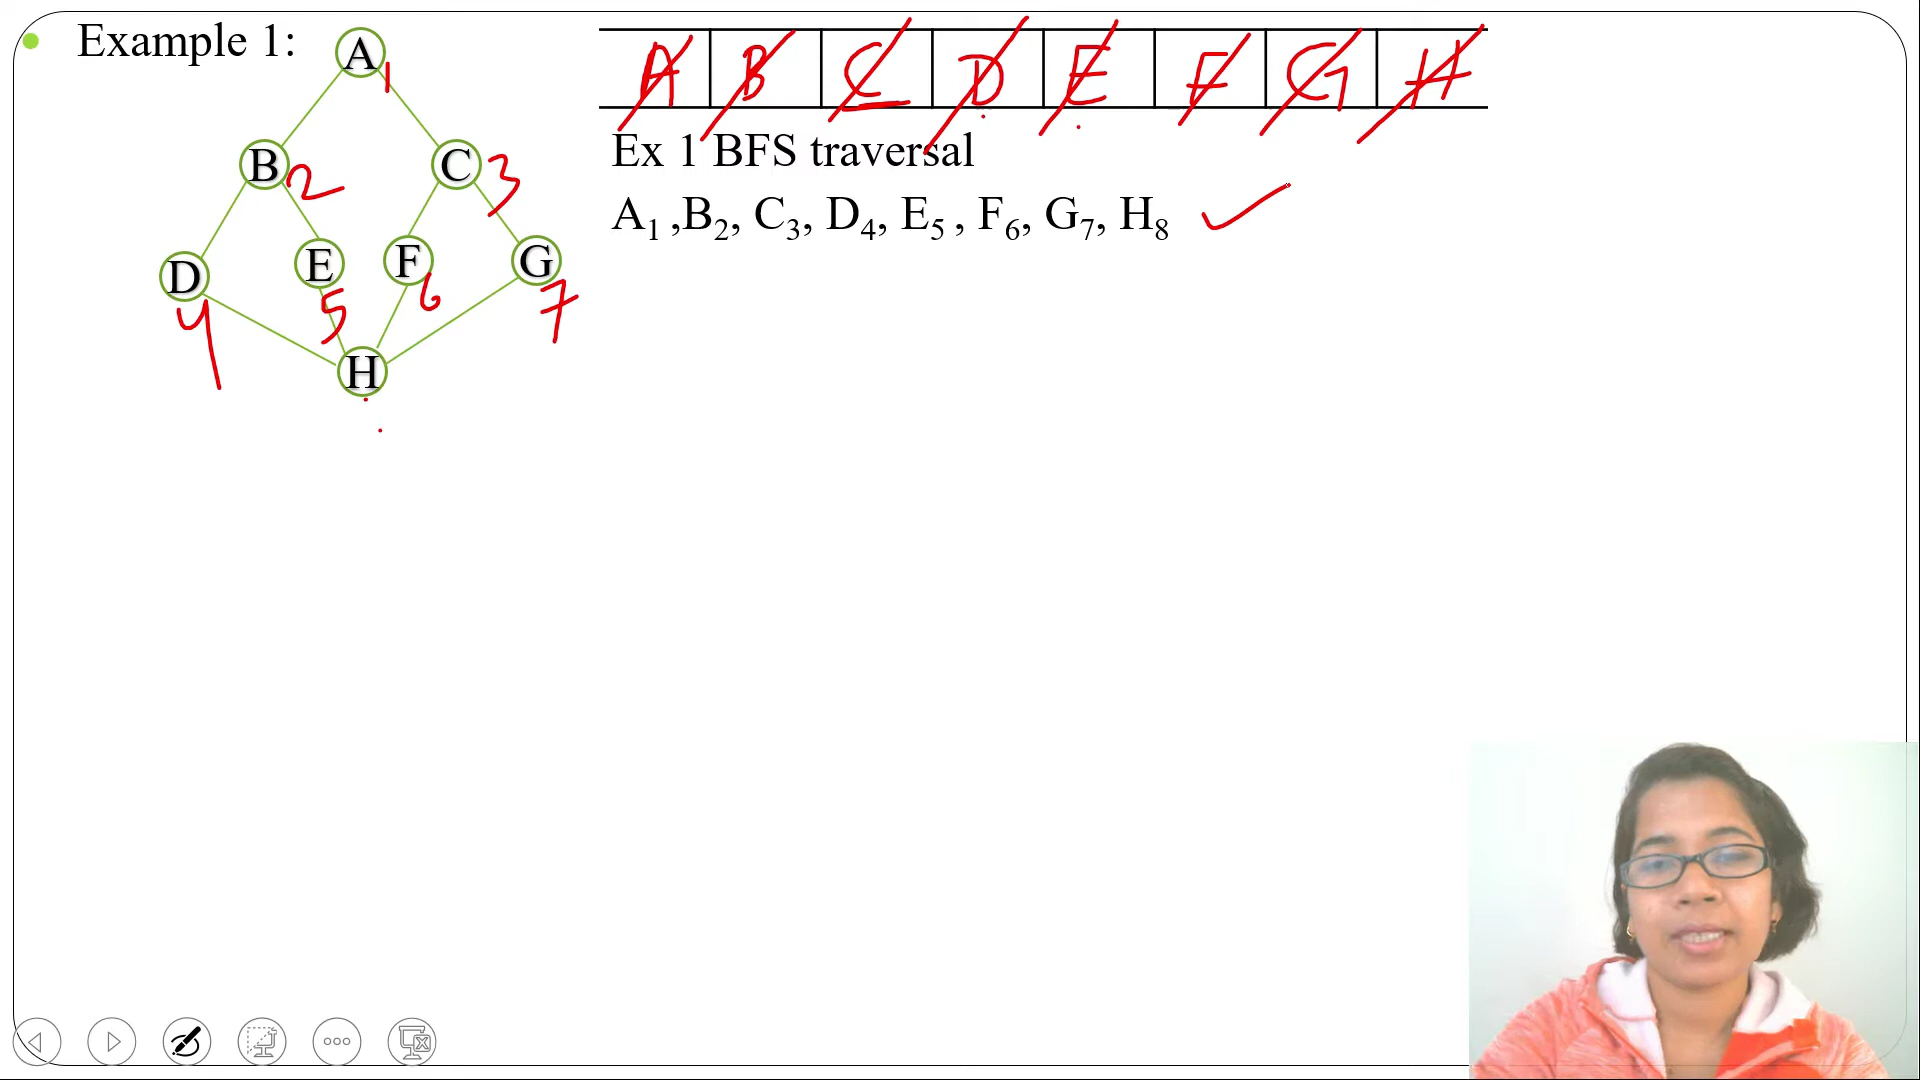 Example 1:
A 1
B 2
C 3
D 4
E 5
F 6
G 7
H
A B C D E F G H
Ex 1 BFS traversal
A₁ ,B₂, C₃, D₄, E₅ , F₆, G₇, H₈